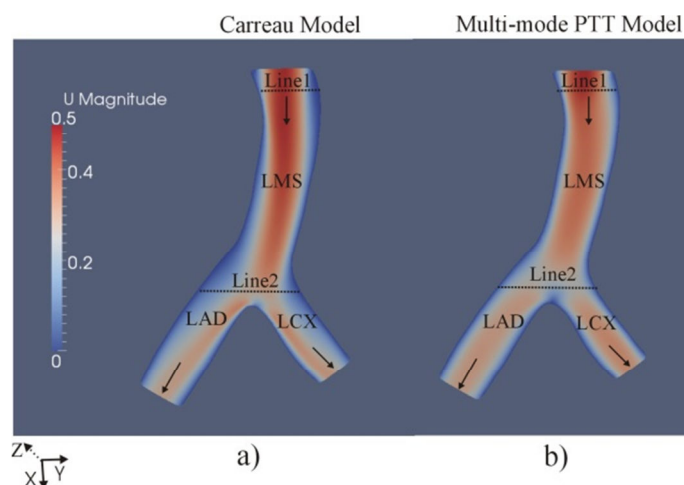 Carreau Model
Multi-mode PTT Model
U Magnitude
0.5
0.4
0.2
0
Line1
LMS
Line2
LAD
LCX
Line1
LMS
Line2
LAD
LCX
Z
X
Y
a)
b)